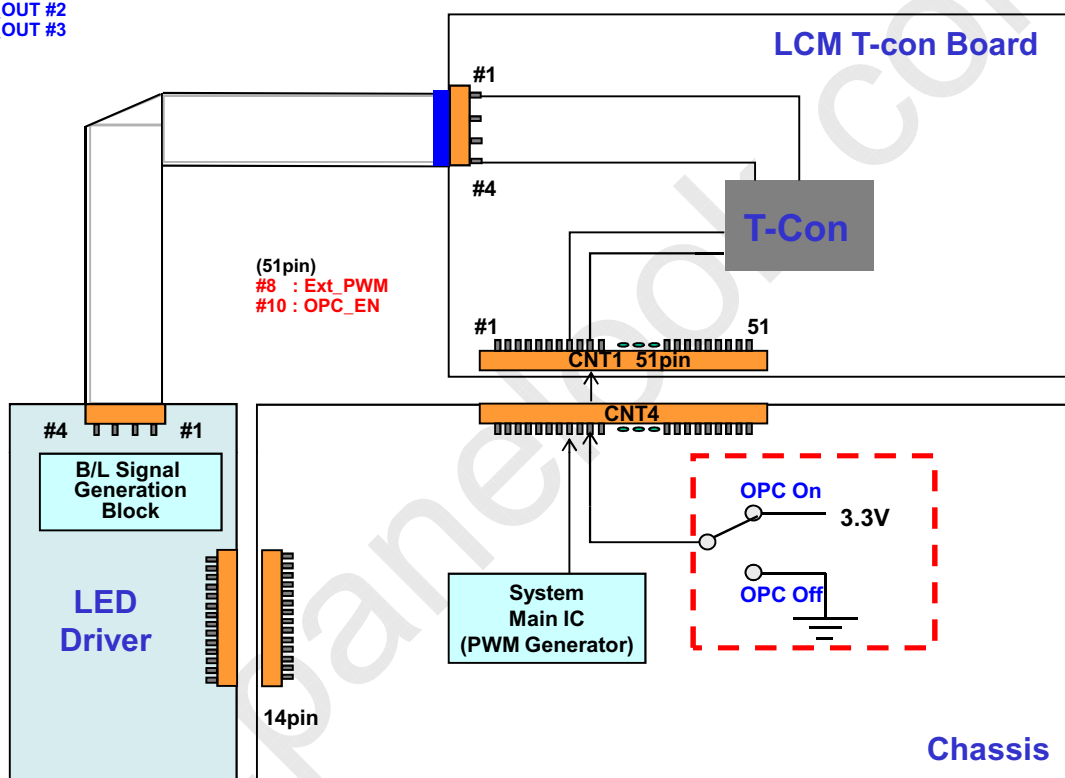 OUT #2
OUT #3
LCM T-con Board
#1
#4
T-Con
(51pin)
#8 : Ext_PWM
#10 : OPC_EN
#1
51
CNT1 51pin
CNT4
#4
#1
B/L Signal
Generation
Block
OPC On
3.3V
OPC Off
System
Main IC
(PWM Generator)
LED
Driver
14pin
Chassis
panelook.co